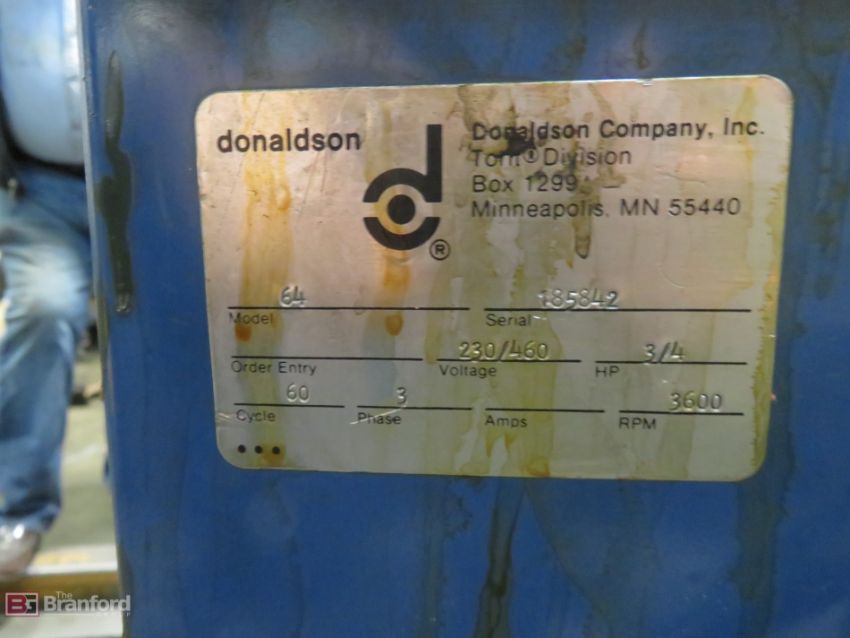 donaldson
Donaldson Company, Inc.
Torit® Division
Box 1299
Minneapolis, MN 55440
®
64
185842
Model
Serial
230/460
3/4
Order Entry
Voltage
HP
60
3
3600
Cycle
Phase
Amps
RPM
The
Branford